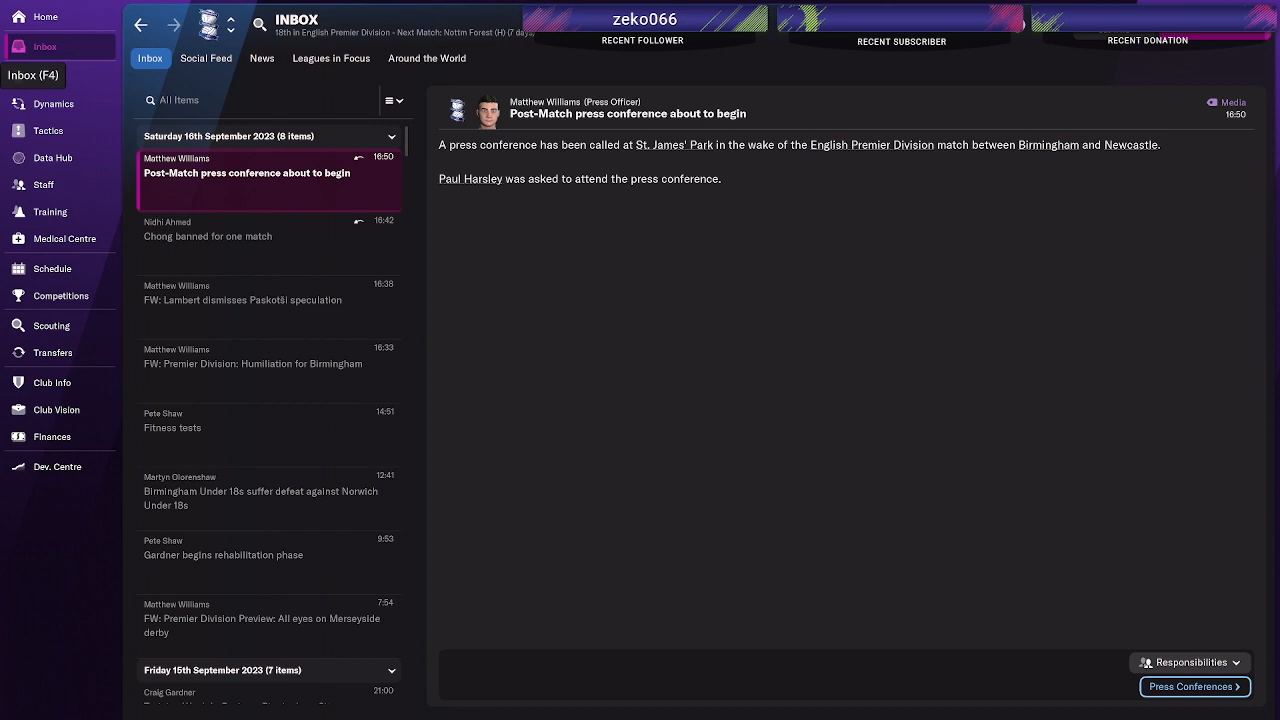 Home
Inbox
Inbox (F4)
Dynamics
Tactics
Data Hub
Staff
Training
Medical Centre
Schedule
Competitions
Scouting
Transfers
Club Info
Club Vision
Finances
Dev. Centre
INBOX
18th in English Premier Division - Next Match: Nottm Forest (H) (7 days
zeko066
RECENT FOLLOWER
RECENT SUBSCRIBER
RECENT DONATION
Inbox
Social Feed
News
Leagues in Focus
Around the World
All Items
Saturday 16th September 2023 (8 items)
Matthew Williams
16:50
Post-Match press conference about to begin
Nidhi Ahmed
16:42
Chong banned for one match
Matthew Williams
16:38
FW: Lambert dismisses Paskotši speculation
Matthew Williams
16:33
FW: Premier Division: Humiliation for Birmingham
Pete Shaw
14:51
Fitness tests
Martyn Olorenshaw
12:41
Birmingham Under 18s suffer defeat against Norwich
Under 18s
Pete Shaw
9:53
Gardner begins rehabilitation phase
Matthew Williams
7:54
FW: Premier Division Preview: All eyes on Merseyside
derby
Friday 15th September 2023 (7 items)
Craig Gardner
21:00
Matthew Williams (Press Officer)
Post-Match press conference about to begin
Media
16:50
A press conference has been called at St. James' Park in the wake of the English Premier Division match between Birmingham and Newcastle.
Paul Harsley was asked to attend the press conference.
Responsibilities
Press Conferences